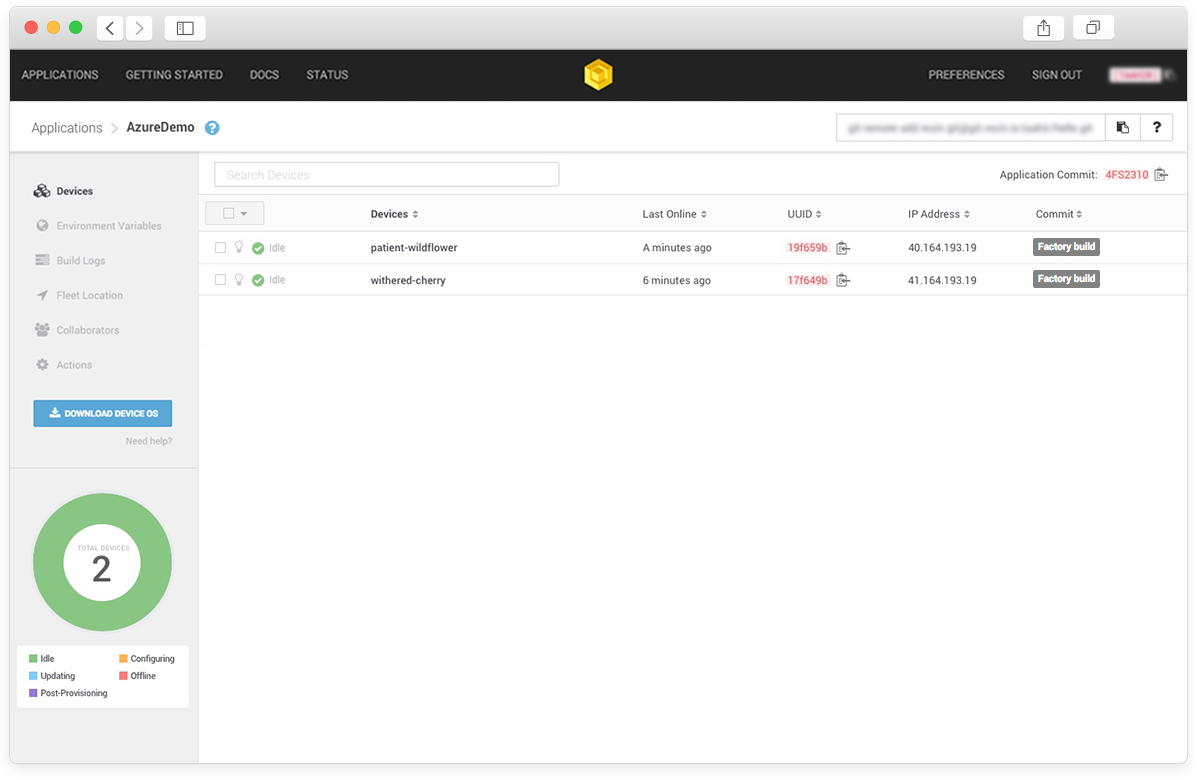 APPLICATIONS GETTING STARTED DOCS STATUS PREFERENCES SIGN OUT
Applications > AzureDemo ? ?
Devices
Environment Variables
Build Logs
Fleet Location
Collaborators
Actions
DOWNLOAD DEVICE OS
Need help?
TOTAL DEVICES
2
Idle Configuring
Updating Offline
Post-Provisioning
Search Devices Application Commit: 4FS2310
Devices Last Online UUID IP Address Commit
Idle patient-wildflower A minutes ago 19f659b 40.164.193.19 Factory build
Idle withered-cherry 6 minutes ago 17f649b 41.164.193.19 Factory build